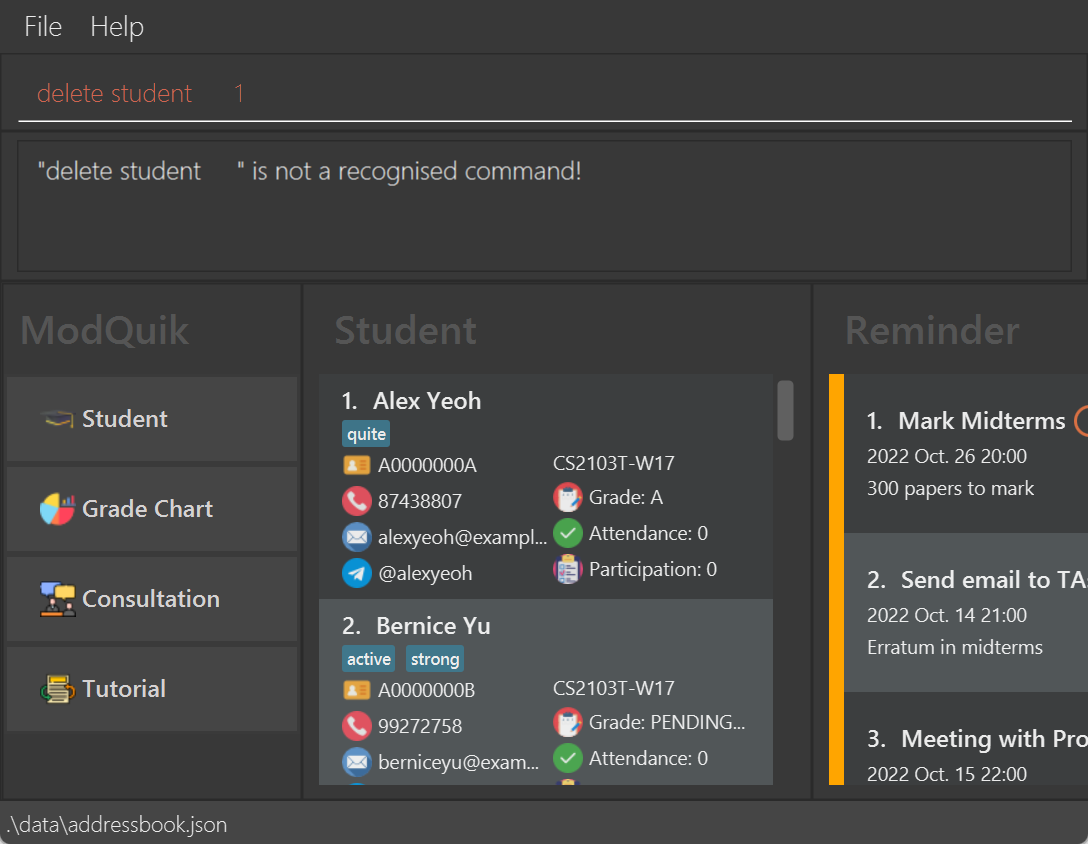 File Help
delete student      1
"delete student      " is not a recognised command!
ModQuik
Student
Grade Chart
Consultation
Tutorial
Student
1. Alex Yeoh
quite
A0000000A
CS2103T-W17
87438807
Grade: A
alexyeoh@exampl...
Attendance: 0
@alexyeoh
Participation: 0
2. Bernice Yu
active strong
A0000000B
CS2103T-W17
99272758
Grade: PENDING...
berniceyu@exam...
Attendance: 0
Reminder
1. Mark Midterms
2022 Oct. 26 20:00
300 papers to mark
2. Send email to TA
2022 Oct. 14 21:00
Erratum in midterms
3. Meeting with Pro
2022 Oct. 15 22:00
.\data\addressbook.json